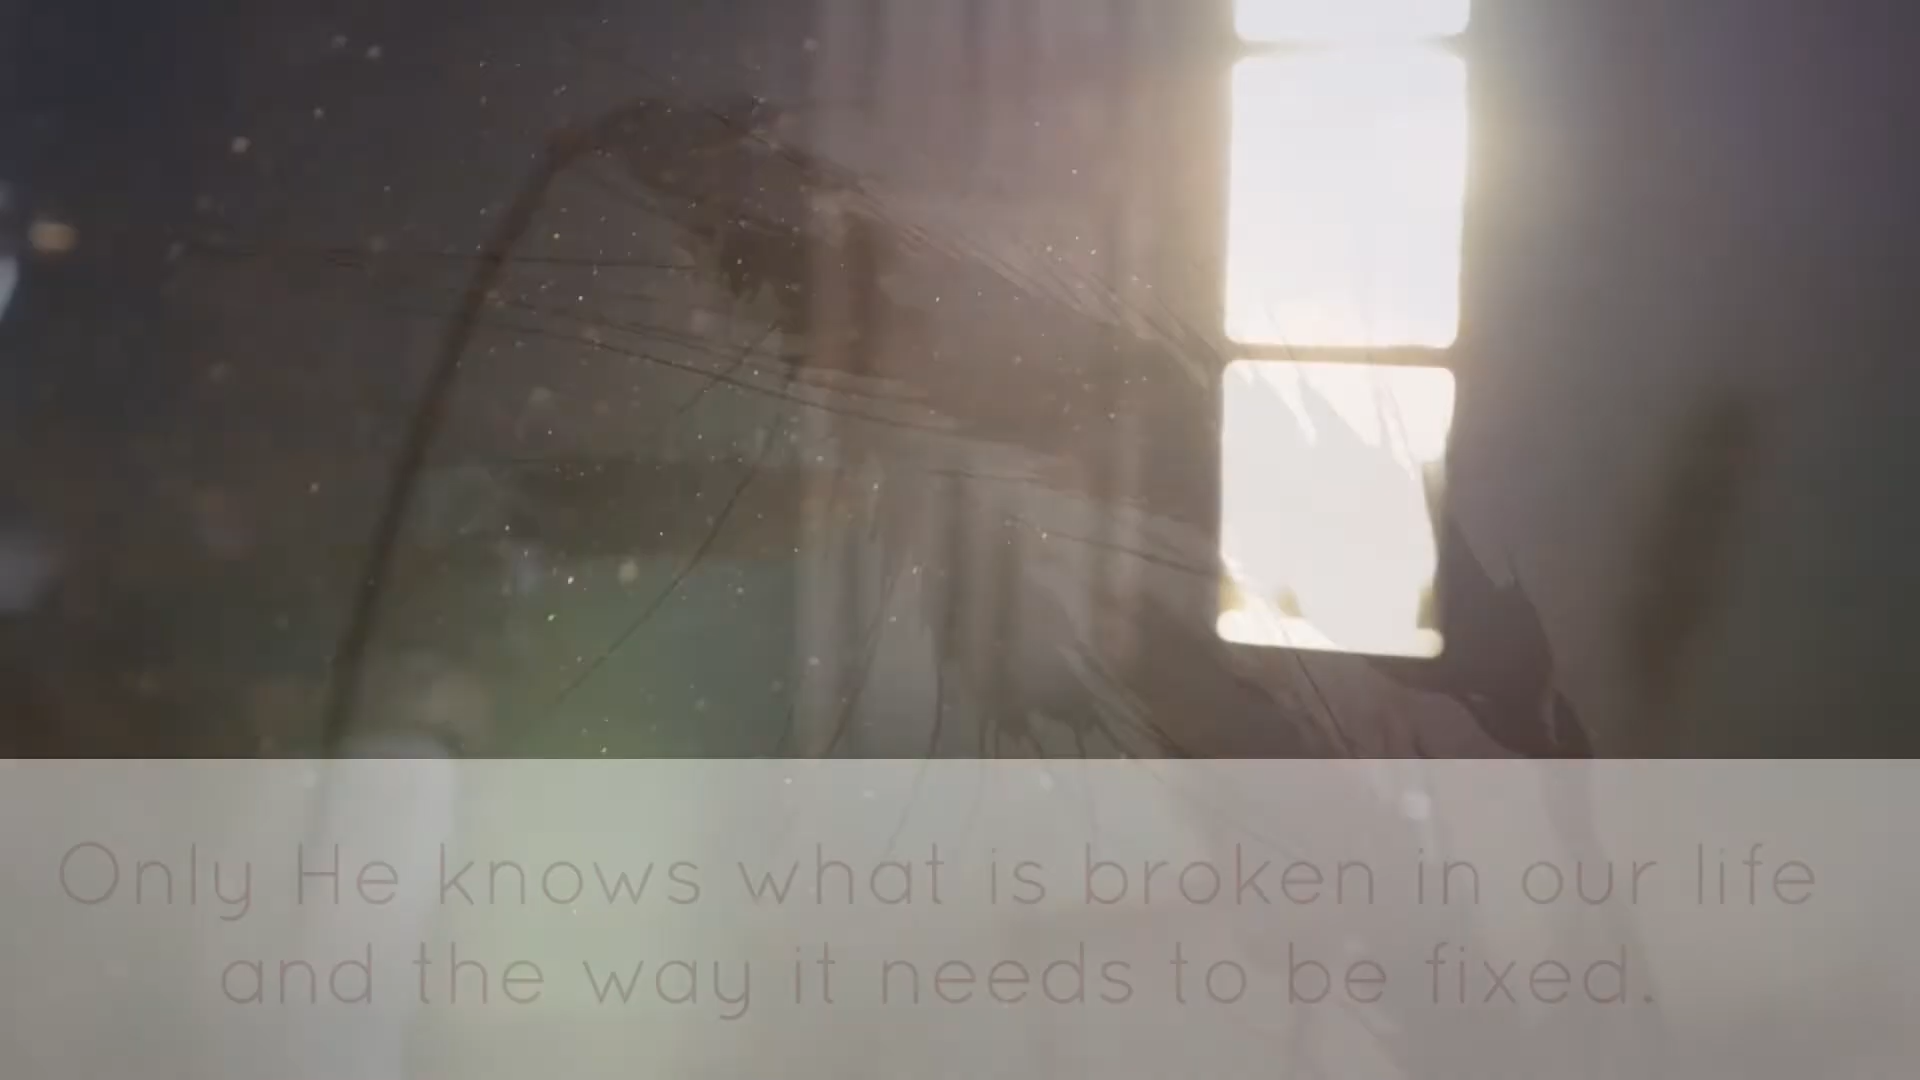 Only He knows what is broken in our life
and the way it needs to be fixed.